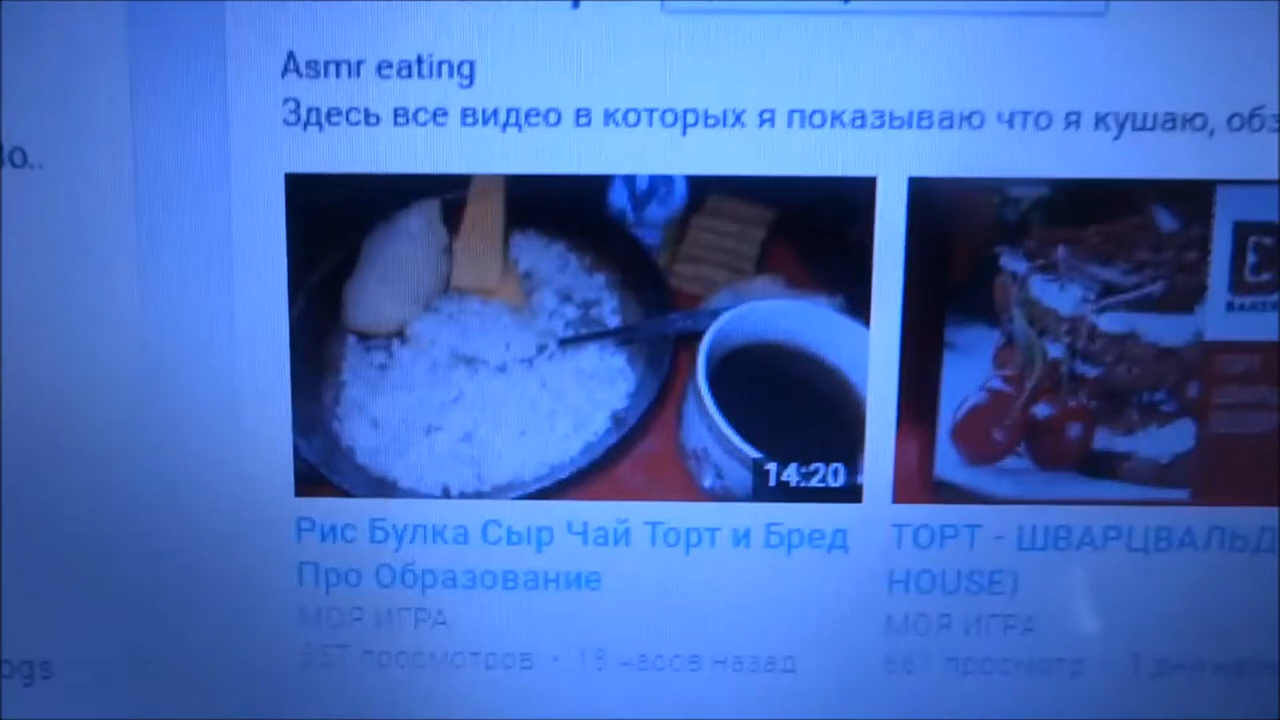 Asmr eating
Здесь все видео в которых я показываю что я кушаю,
14:20
Рис Булка Сыр Чай Торт и Бред
Про Образование
МОЯ ИГРА
просмотров · часов назад
ТОРТ - ШВАРЦВАЛЬД
HOUSE)
МОЯ ИГРА
просмотр